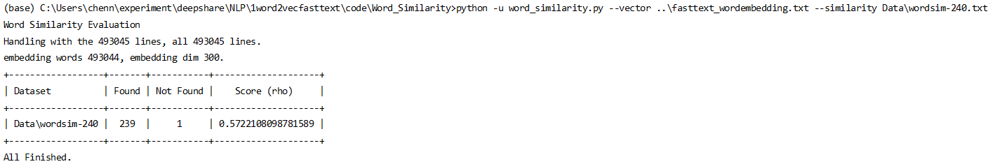 (base) C:\Users\chenn\experiment\deepshare\NLP\1word2vecfasttext\code\Word_Similarity>python -u word_similarity.py --vector ..\fasttext_wordembedding.txt --similarity Data\wordsim-240.txt
Word Similarity Evaluation
Handling with the 493045 lines, all 493045 lines.
embedding words 493044, embedding dim 300.
+-----------------+-------+-----------+--------------------+
| Dataset         | Found | Not Found |    Score (rho)     |
+-----------------+-------+-----------+--------------------+
| Data\wordsim-240 |  239  |     1     | 0.5722108098781589 |
+-----------------+-------+-----------+--------------------+
All Finished.